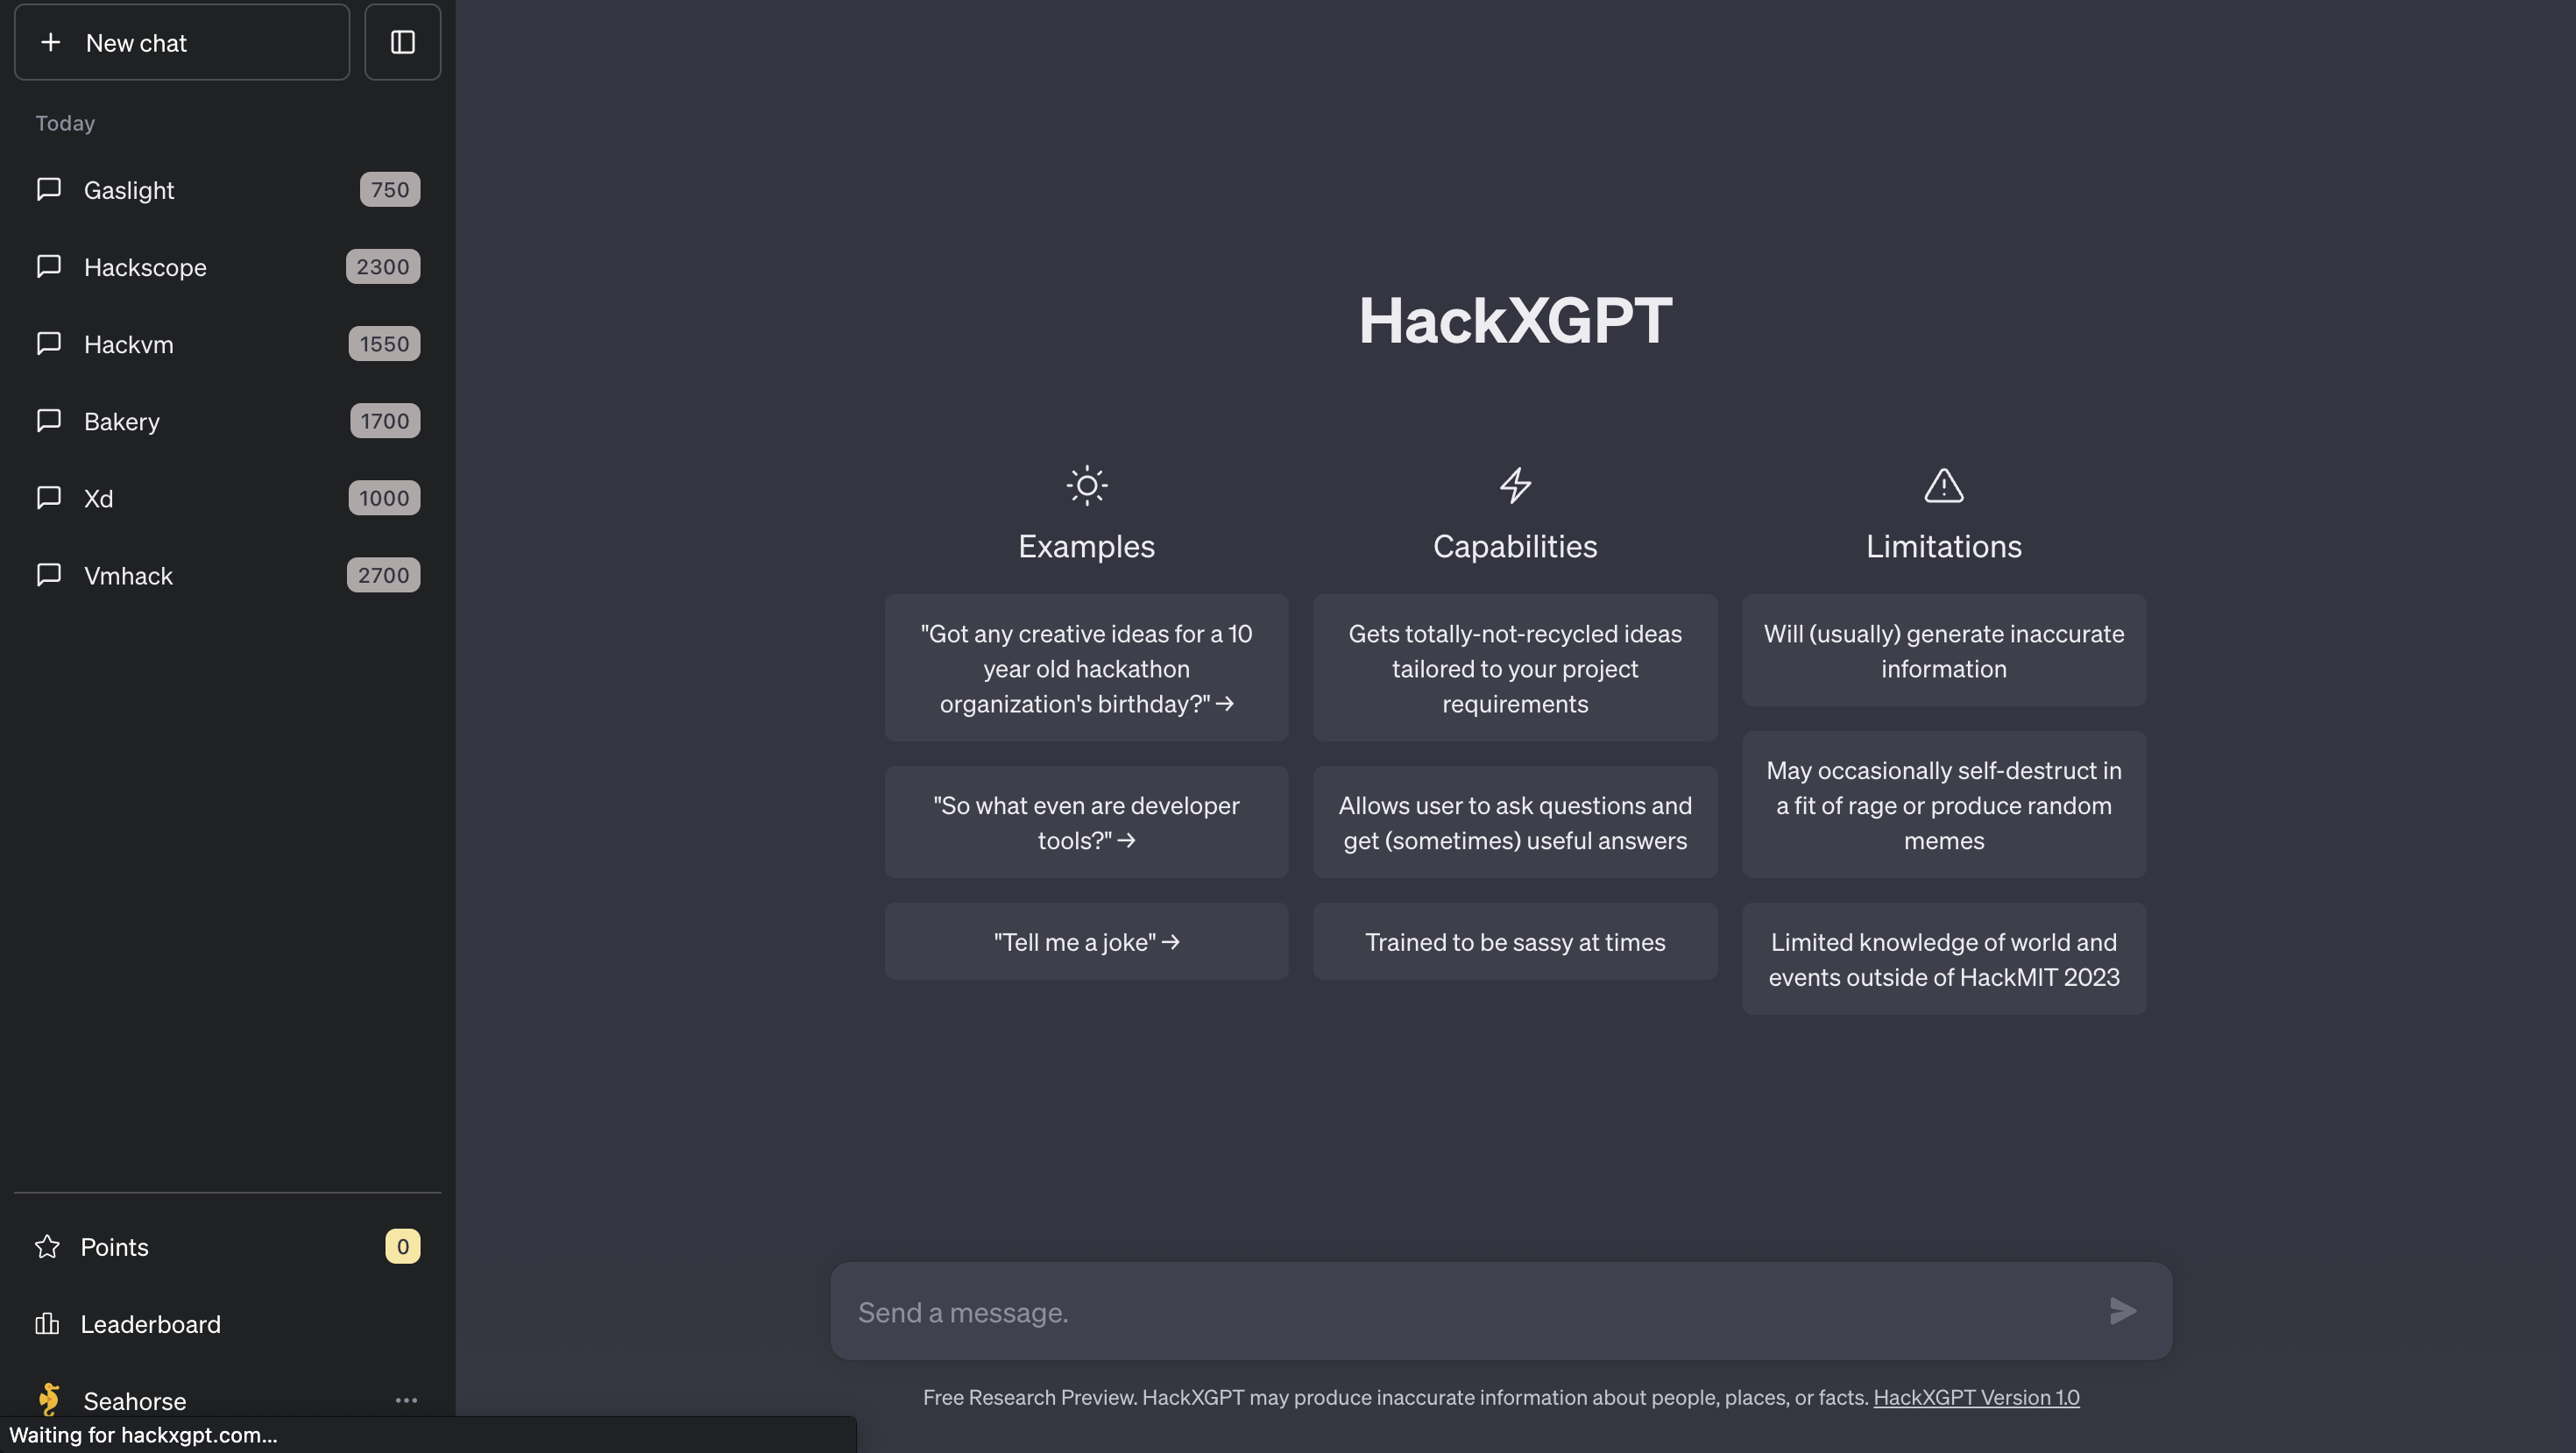 New chat
Today
Gaslight 750
Hackscope 2300
Hackvm 1550
Bakery 1700
Xd 1000
Vmhack 2700
Points 0
Leaderboard
Seahorse
Waiting for hackxgpt.com...
HackXGPT
Examples
"Got any creative ideas for a 10
year old hackathon
organization's birthday?" →
"So what even are developer
tools?" →
"Tell me a joke" →
Capabilities
Gets totally-not-recycled ideas
tailored to your project
requirements
Allows user to ask questions and
get (sometimes) useful answers
Trained to be sassy at times
Limitations
Will (usually) generate inaccurate
information
May occasionally self-destruct in
a fit of rage or produce random
memes
Limited knowledge of world and
events outside of HackMIT 2023
Send a message.
Free Research Preview. HackXGPT may produce inaccurate information about people, places, or facts. HackXGPT Version 1.0